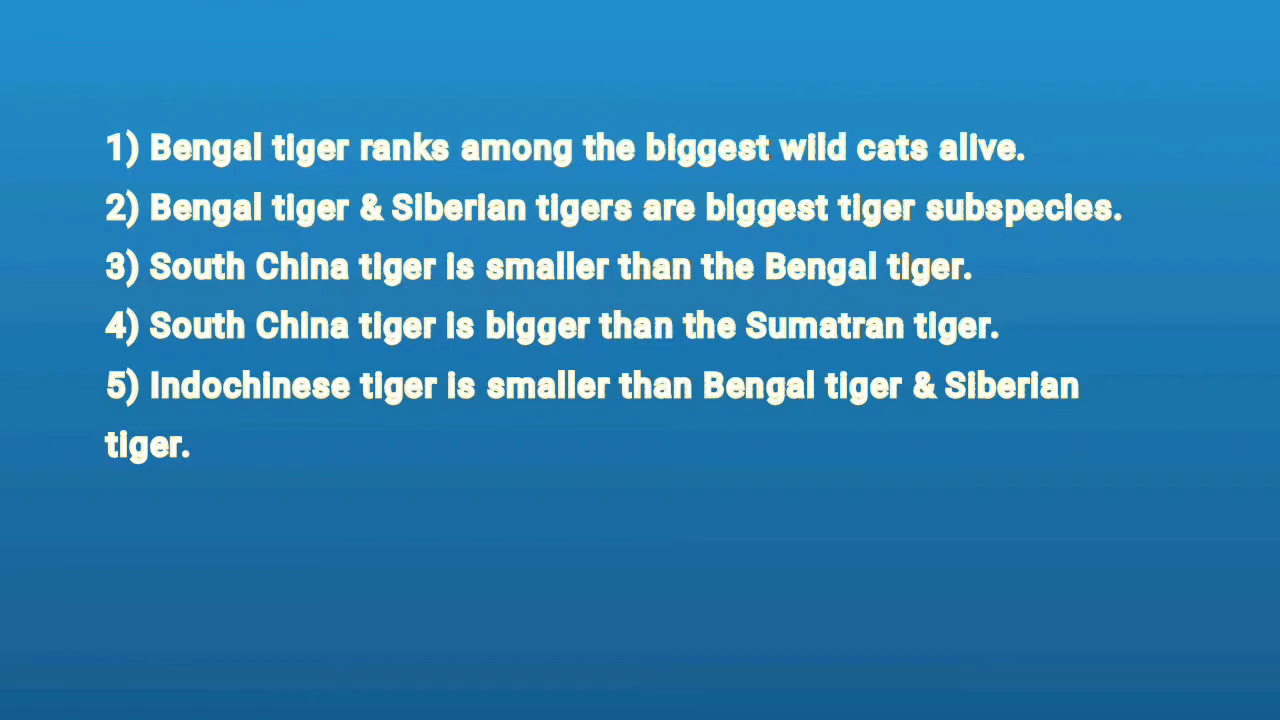 1) Bengal tiger ranks among the biggest wild cats alive.
2) Bengal tiger & Siberian tigers are biggest tiger subspecies.
3) South China tiger is smaller than the Bengal tiger.
4) South China tiger is bigger than the Sumatran tiger.
5) Indochinese tiger is smaller than Bengal tiger & Siberian
tiger.